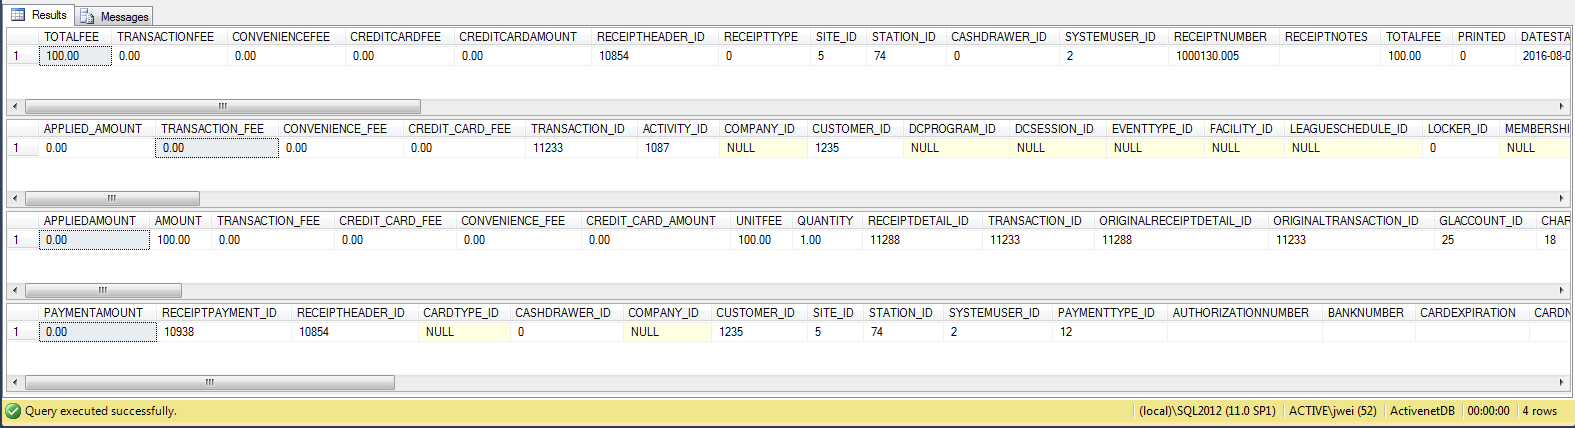 Results Messages
TOTALFEE TRANSACTIONFEE CONVENIENCEFEE CREDITCARDFEE CREDITCARDAMOUNT RECEIPTHEADER_ID RECEIPTTYPE SITE_ID STATION_ID CASHDRAWER_ID SYSTEMUSER_ID RECEIPTNUMBER RECEIPTNOTES TOTALFEE PRINTED DATESTA
1 100.00 0.00 0.00 0.00 0.00 10854 0 5 74 0 2 1000130.005 100.00 0 2016-08-0
APPLIED_AMOUNT TRANSACTION_FEE CONVENIENCE_FEE CREDIT_CARD_FEE TRANSACTION_ID ACTIVITY_ID COMPANY_ID CUSTOMER_ID DCPROGRAM_ID DCSESSION_ID EVENTTYPE_ID FACILITY_ID LEAGUESCHEDULE_ID LOCKER_ID MEMBERSHI
1 0.00 0.00 0.00 0.00 11233 1087 NULL 1235 NULL NULL NULL NULL NULL 0 NULL
APPLIEDAMOUNT AMOUNT TRANSACTION_FEE CREDIT_CARD_FEE CONVENIENCE_FEE CREDIT_CARD_AMOUNT UNITFEE QUANTITY RECEIPTDETAIL_ID TRANSACTION_ID ORIGINALRECEIPTDETAIL_ID ORIGINALTRANSACTION_ID GLACCOUNT_ID CHAR
1 0.00 100.00 0.00 0.00 0.00 0.00 100.00 1.00 11288 11233 11288 11233 25 18
PAYMENTAMOUNT RECEIPTPAYMENT_ID RECEIPTHEADER_ID CARDTYPE_ID CASHDRAWER_ID COMPANY_ID CUSTOMER_ID SITE_ID STATION_ID SYSTEMUSER_ID PAYMENTTYPE_ID AUTHORIZATIONNUMBER BANKNUMBER CARDEXPIRATION CARDN
1 0.00 10938 10854 NULL 0 NULL 1235 5 74 2 12
Query executed successfully. (local)\SQL2012 (11.0 SP1) ACTIVE\jwei (52) ActivenetDB 00:00:00 4 rows